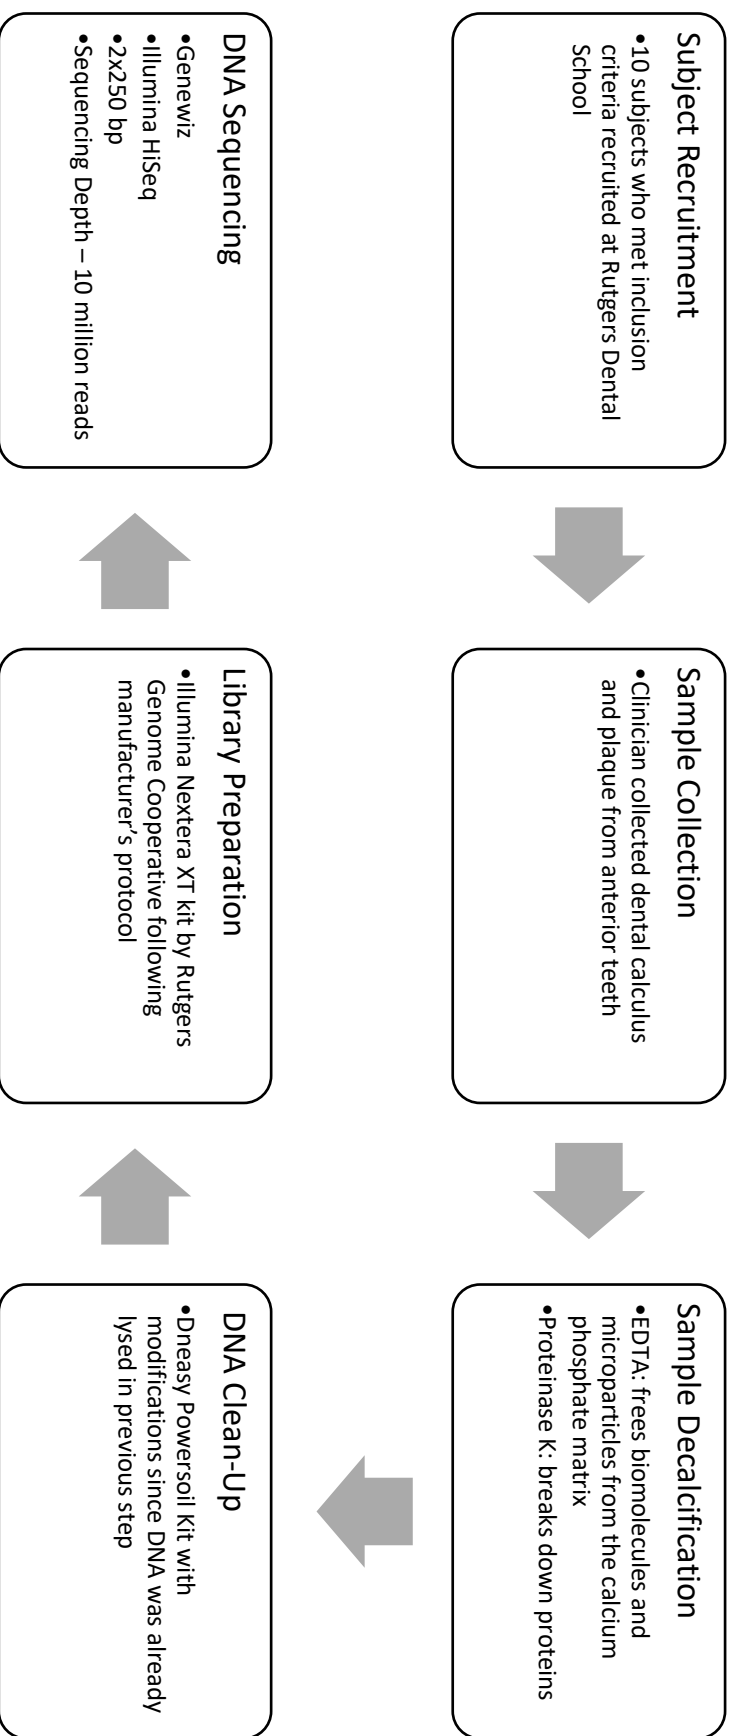 Subject Recruitment
•10 subjects who met inclusion
criteria recruited at Rutgers Dental
School
Sample Collection
•Clinician collected dental calculus
and plaque from anterior teeth
Sample Decalcification
•EDTA: frees biomolecules and
microparticles from the calcium
phosphate matrix
•Proteinase K: breaks down proteins
DNA Clean-Up
•Dneasy Powersoil Kit with
modifications since DNA was already
lysed in previous step
Library Preparation
•Illumina Nextera XT kit by Rutgers
Genome Cooperative following
manufacturer's protocol
DNA Sequencing
•Genewiz
•Illumina HiSeq
•2x250 bp
•Sequencing Depth – 10 million reads